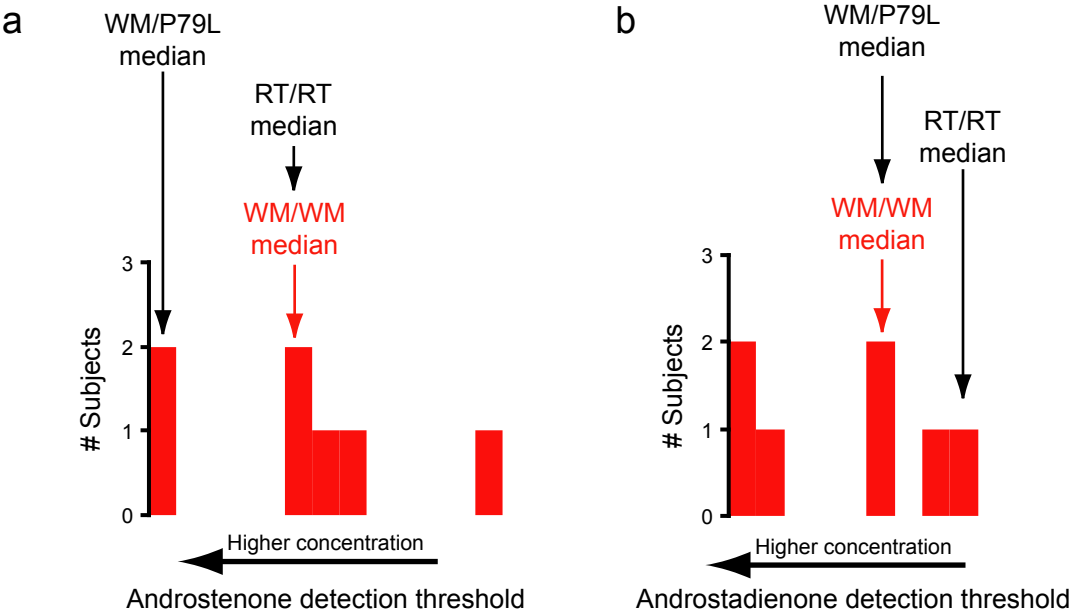 a
WM/P79L
median
RT/RT
median
WM/WM
median
3
2
1
0
# Subjects
Higher concentration
Androstenone detection threshold
b
WM/P79L
median
RT/RT
median
WM/WM
median
3
2
1
0
# Subjects
Higher concentration
Androstadienone detection threshold